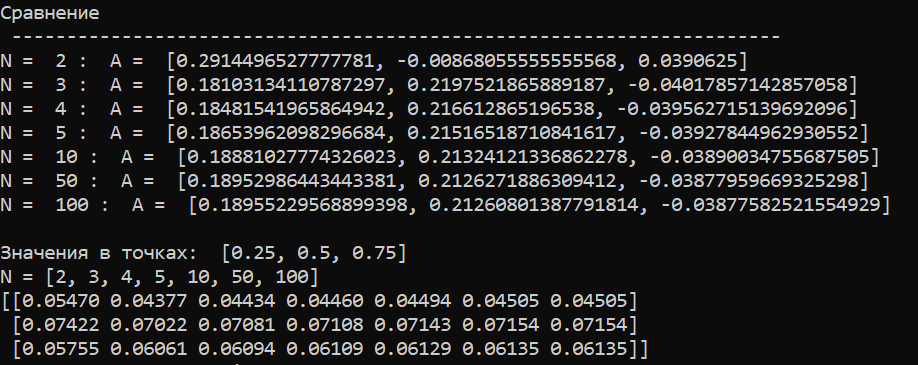 Сравнение
-----------------------------------------------------------------------
N =  2 :  A =  [0.2914496527777781, -0.00868055555555568, 0.0390625]
N =  3 :  A =  [0.18103134110787297, 0.2197521865889187, -0.04017857142857058]
N =  4 :  A =  [0.18481541965864942, 0.216612865196538, -0.039562715139692096]
N =  5 :  A =  [0.18653962098296684, 0.21516518710841617, -0.03927844962930552]
N =  10 :  A =  [0.18881027774326023, 0.21324121336862278, -0.03890034755687505]
N =  50 :  A =  [0.18952986443443381, 0.2126271886309412, -0.03877959669325298]
N =  100 :  A =  [0.18955229568899398, 0.21260801387791814, -0.03877582521554929]
Значения в точках:  [0.25, 0.5, 0.75]
N = [2, 3, 4, 5, 10, 50, 100]
[[0.05470 0.04377 0.04434 0.04460 0.04494 0.04505 0.04505]
[0.07422 0.07022 0.07081 0.07108 0.07143 0.07154 0.07154]
[0.05755 0.06061 0.06094 0.06109 0.06129 0.06135 0.06135]]